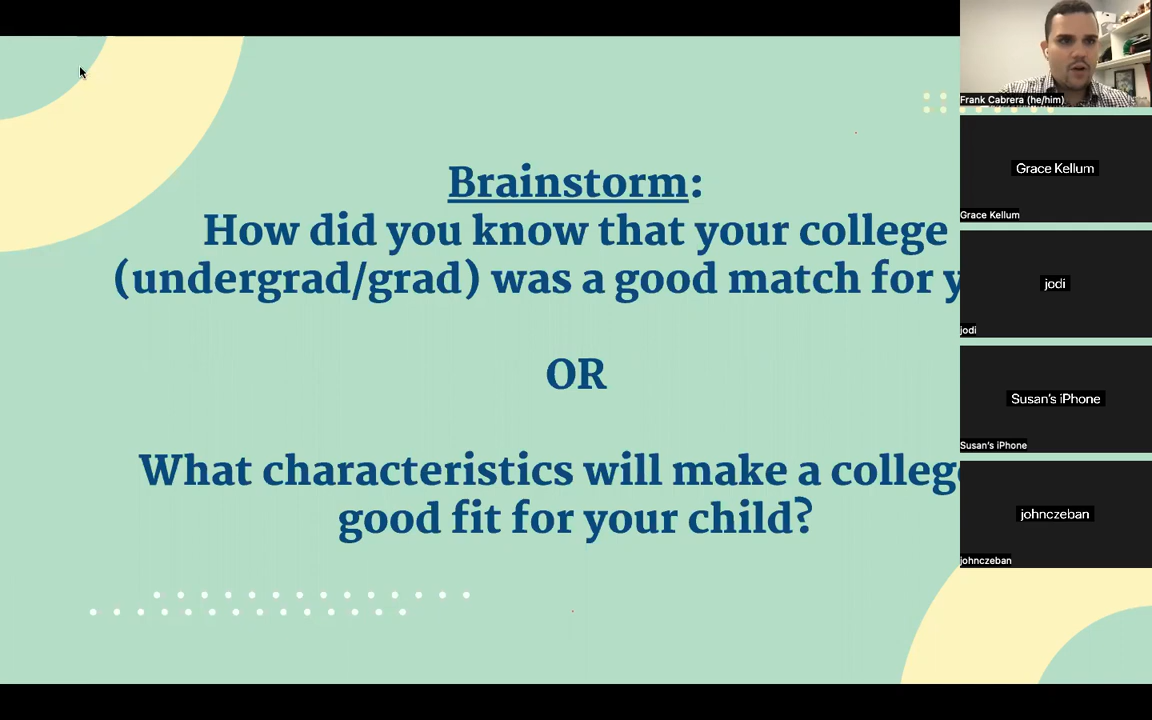 Brainstorm:
How did you know that your college
(undergrad/grad) was a good match for y
OR
What characteristics will make a colleg
good fit for your child?
Frank Cabrera (he/him)
Grace Kellum
Grace Kellum
jodi
jodi
Susan's iPhone
Susan's iPhone
johnczeban
johnczeban